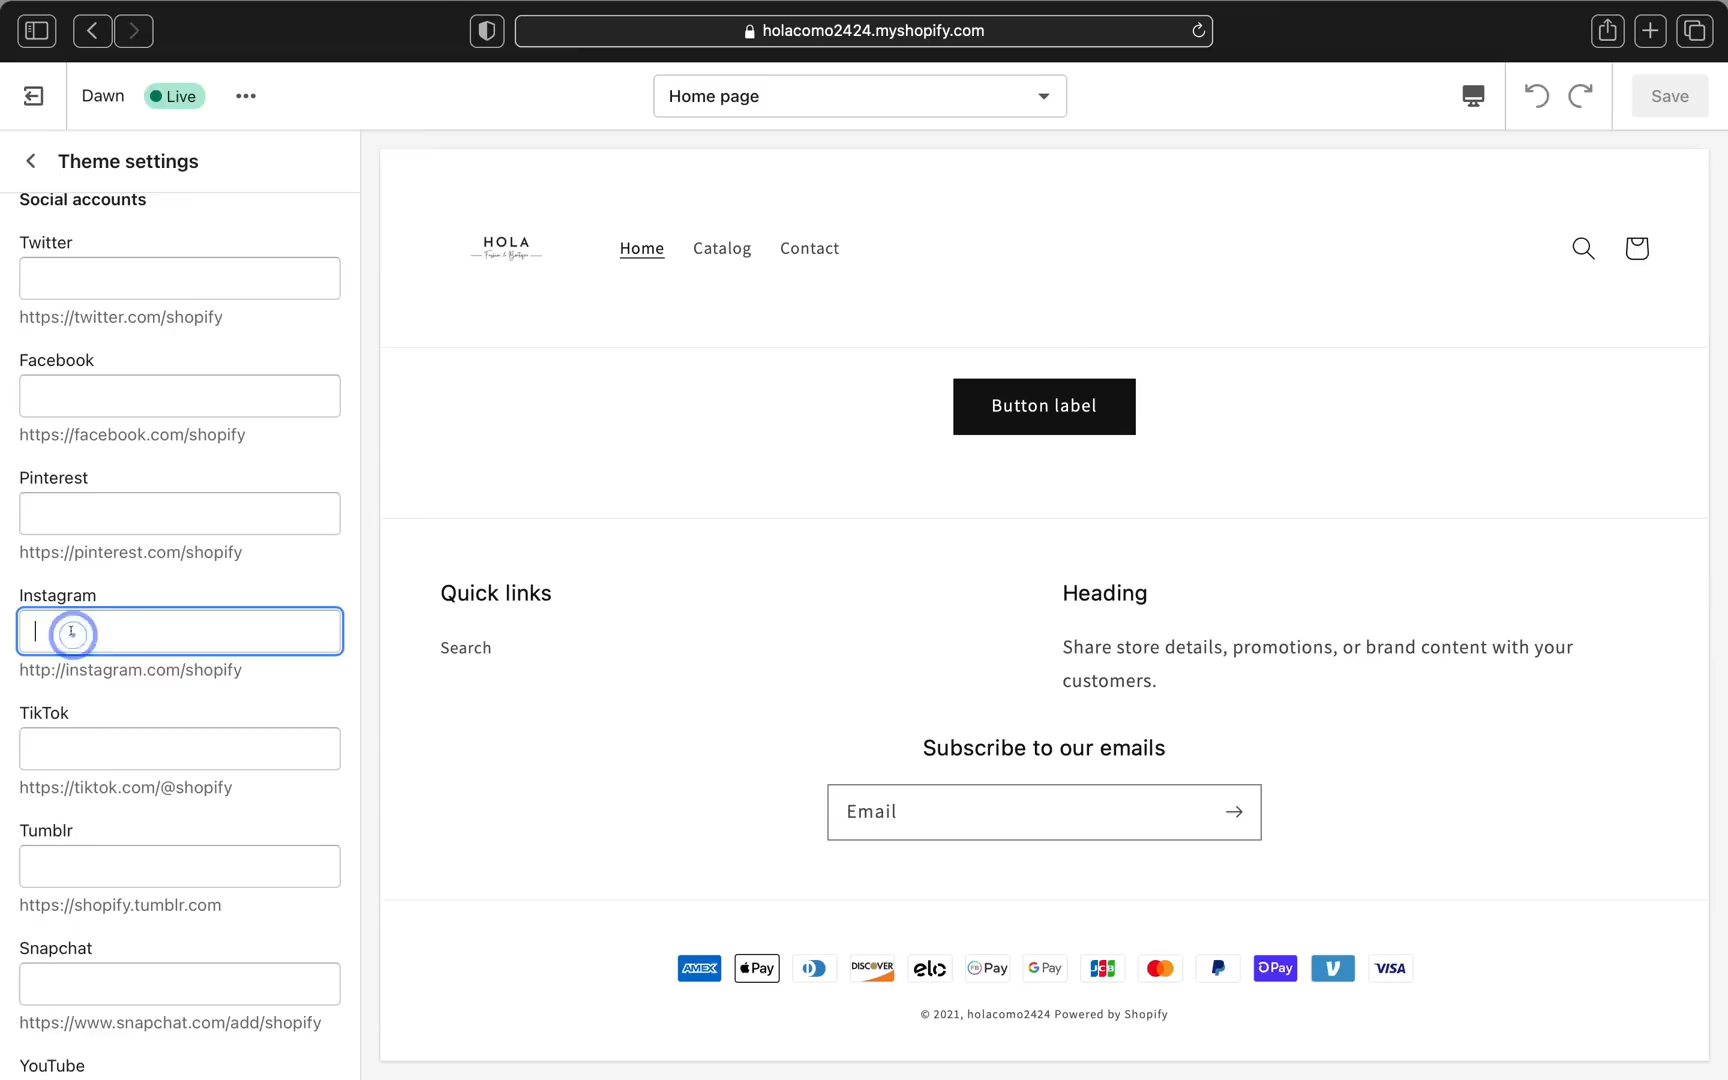 holacomo2424.myshopify.com
Dawn
Live
Home page
Save
Theme settings
Social accounts
Twitter
https://twitter.com/shopify
Facebook
https://facebook.com/shopify
Pinterest
https://pinterest.com/shopify
Instagram
http://instagram.com/shopify
TikTok
https://tiktok.com/@shopify
Tumblr
https://shopify.tumblr.com
Snapchat
https://www.snapchat.com/add/shopify
YouTube
HOLA
Home
Catalog
Contact
Button label
Quick links
Search
Heading
Share store details, promotions, or brand content with your
customers.
Subscribe to our emails
Email
AMEX
Pay
DISCOVER
elo
Pay
G Pay
JCB
Pay
VISA
© 2021, holacomo2424 Powered by Shopify